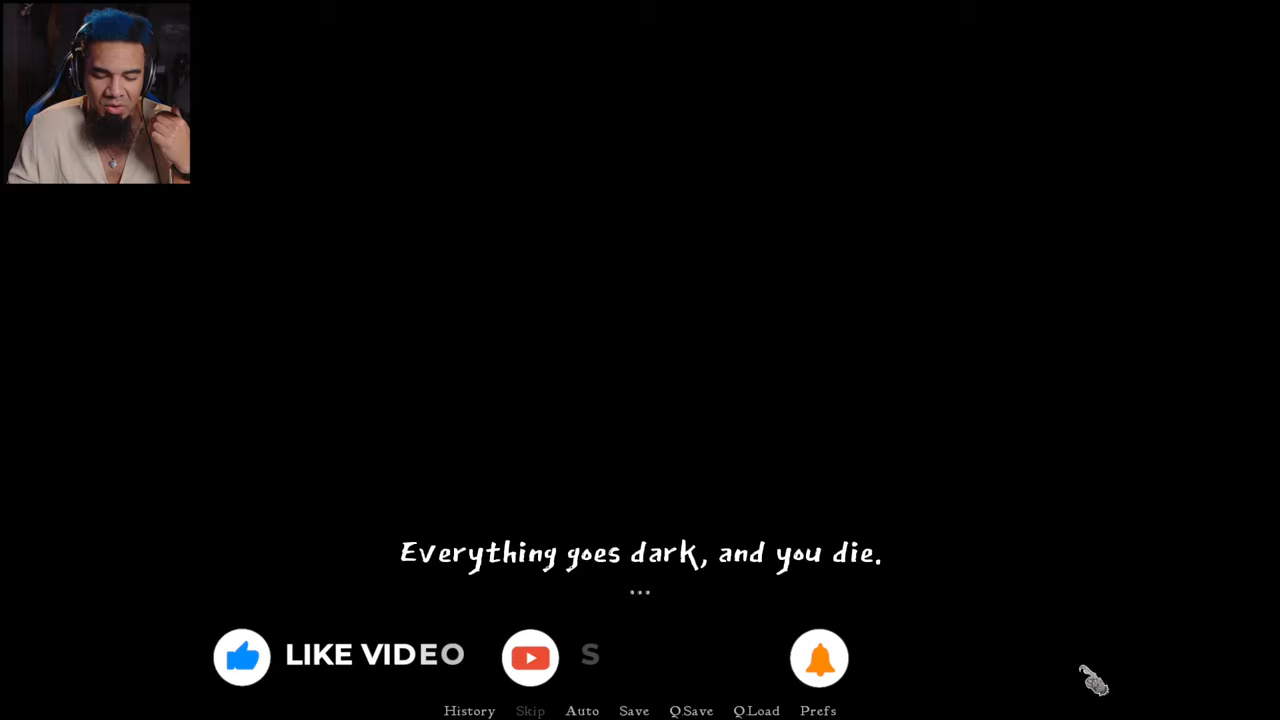 Everything goes dark, and you die.
...
LIKE VIDEO
S
History Skip Auto Save Q.Save Q.Load Prefs